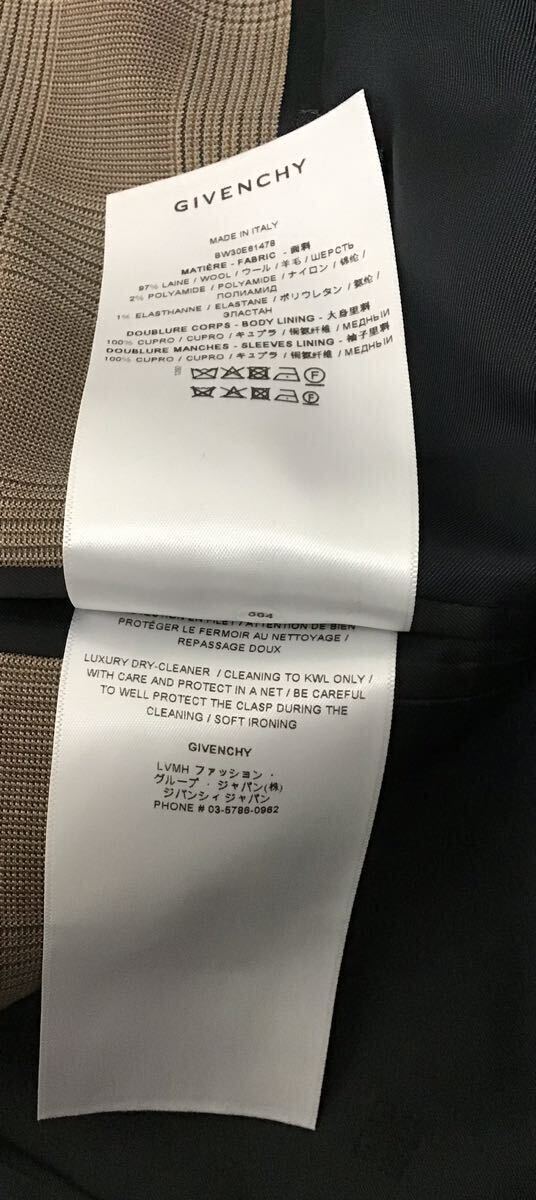 GIVENCHY
MADE IN ITALY
BW30E61478
MATIÈRE - FABRIC - 面料
97% LAINE / WOOL / ウール / 羊毛 / ШЕРСТЬ
2% POLYAMIDE / POLYAMIDE / ナイロン / 锦纶 /
ПОЛИАМИД
1% ELASTHANNE / ELASTANE / ポリウレタン / 氨纶 /
ЭЛАСТАН
DOUBLURE CORPS - BODY LINING - 大身里料
100% CUPRO / CUPRO / キュプラ / 铜氨纤维 / МЕДНЫЙ
DOUBLURE MANCHES - SLEEVES LINING - 袖子里料
100% CUPRO / CUPRO / キュプラ / 铜氨纤维 / МЕДНЫЙ
F
F
564
EN FILET / ATTENTION DE BIEN
PROTÉGER LE FERMOIR AU NETTOYAGE /
REPASSAGE DOUX
LUXURY DRY-CLEANER / CLEANING TO KWL ONLY /
WITH CARE AND PROTECT IN A NET / BE CAREFUL
TO WELL PROTECT THE CLASP DURING THE
CLEANING / SOFT IRONING
GIVENCHY
LVMH ファッション・
グループ・ジャパン(株)
ジバンシィ ジャパン
PHONE # 03-5786-0962